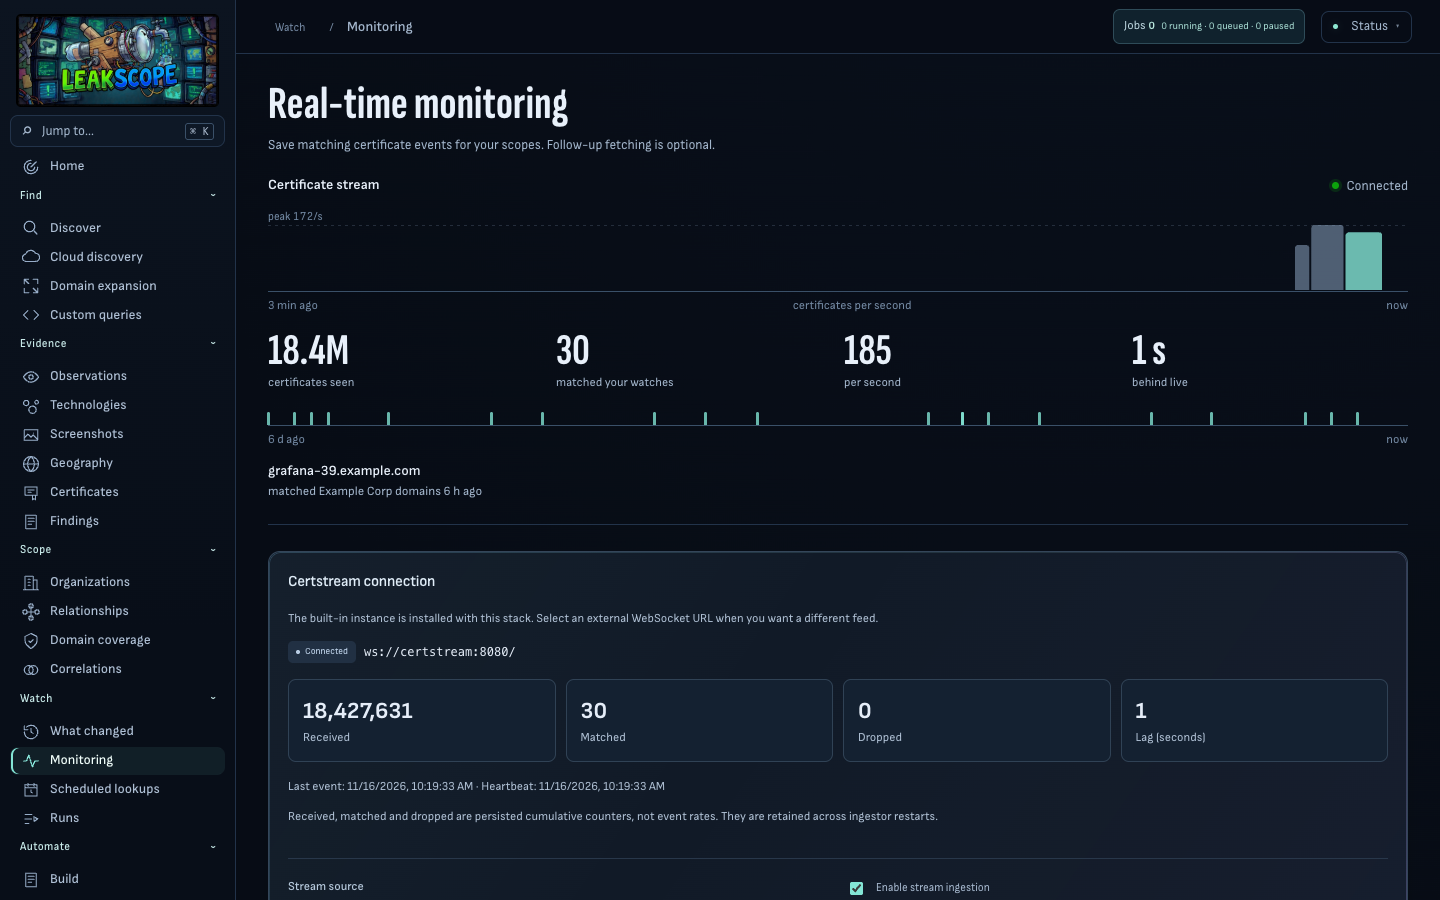 LEAKSCOPE
Jump to...
⌘ K
Home
Find
Discover
Cloud discovery
Domain expansion
Custom queries
Evidence
Observations
Technologies
Screenshots
Geography
Certificates
Findings
Scope
Organizations
Relationships
Domain coverage
Correlations
Watch
What changed
Monitoring
Scheduled lookups
Runs
Automate
Build
Watch / Monitoring
Jobs 0 0 running · 0 queued · 0 paused
Status
Real-time monitoring
Save matching certificate events for your scopes. Follow-up fetching is optional.
Certificate stream
Connected
peak 172/s
3 min ago
certificates per second
now
18.4M
certificates seen
30
matched your watches
185
per second
1 s
behind live
6 d ago
now
grafana-39.example.com
matched Example Corp domains 6 h ago
Certstream connection
The built-in instance is installed with this stack. Select an external WebSocket URL when you want a different feed.
Connected ws://certstream:8080/
18,427,631
Received
30
Matched
0
Dropped
1
Lag (seconds)
Last event: 11/16/2026, 10:19:33 AM · Heartbeat: 11/16/2026, 10:19:33 AM
Received, matched and dropped are persisted cumulative counters, not event rates. They are retained across ingestor restarts.
Stream source
Enable stream ingestion